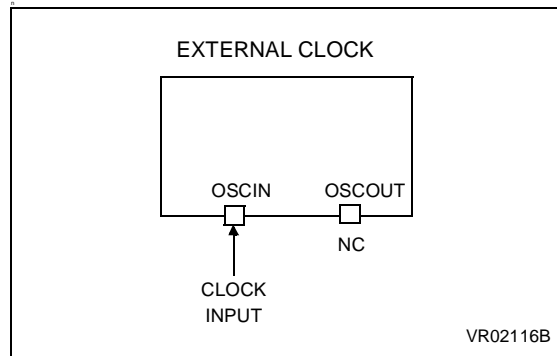 EXTERNAL CLOCK
OSCIN OSCOUT
NC
CLOCK
INPUT
VR02116B